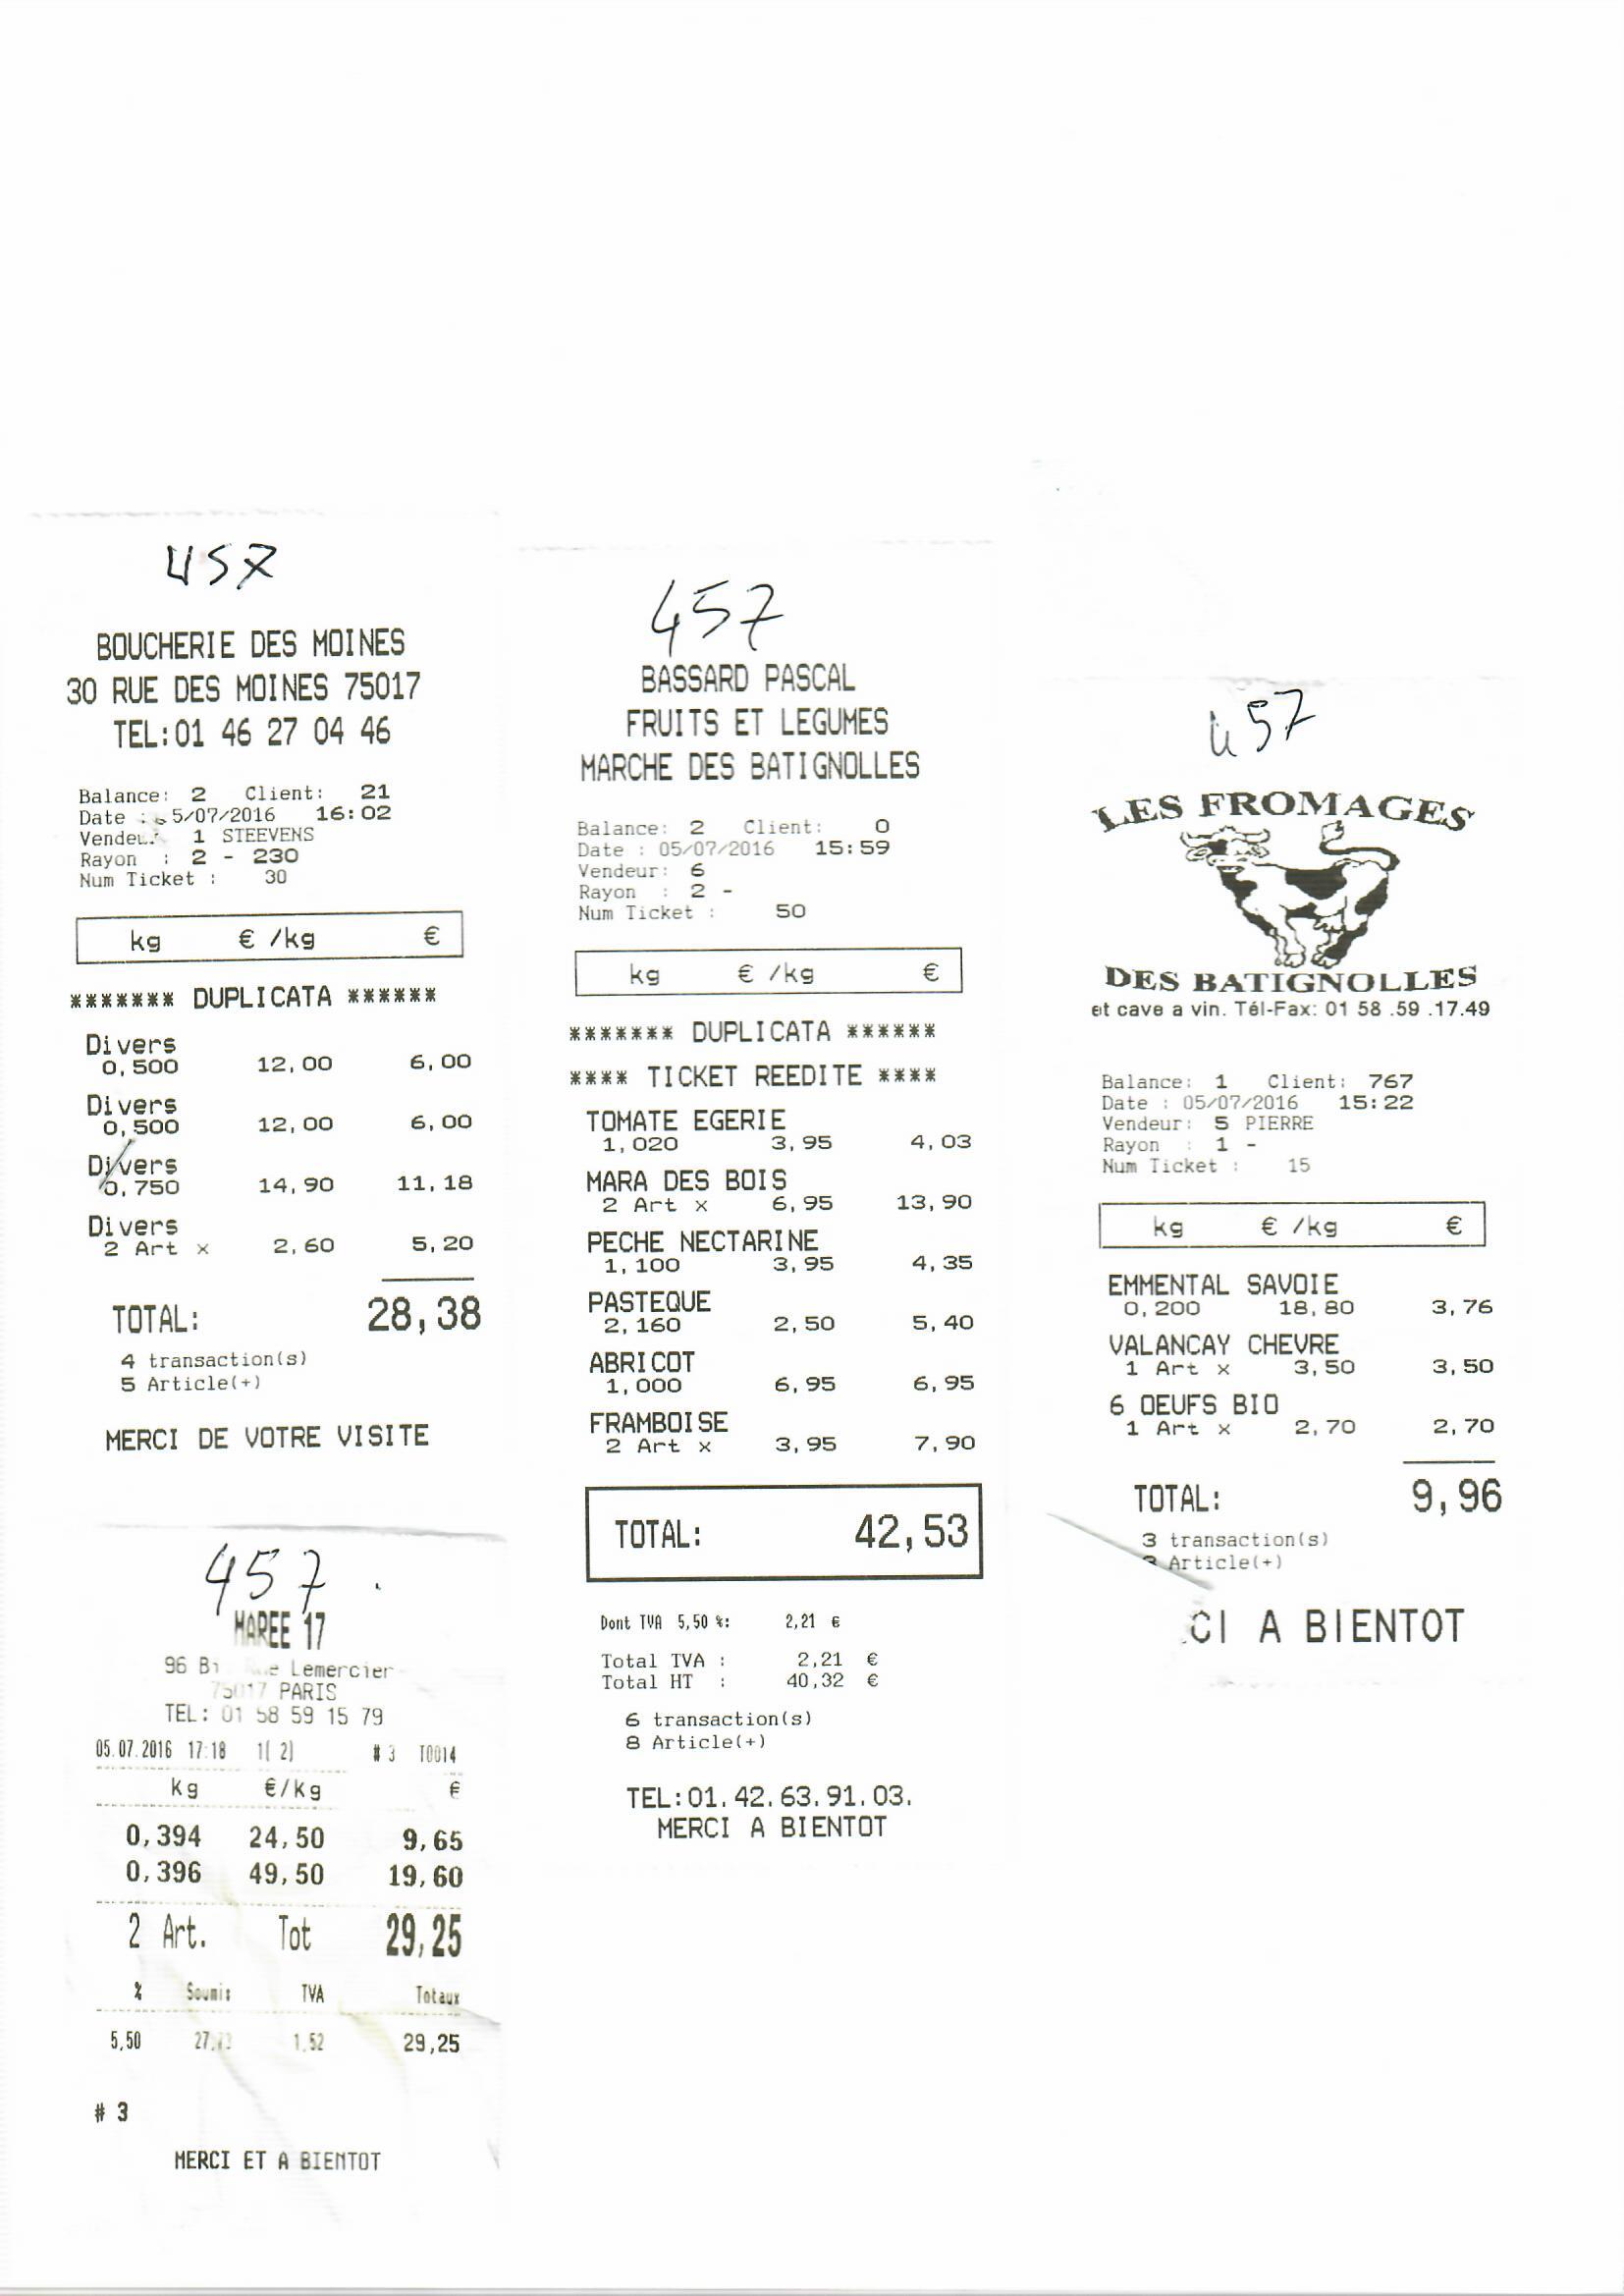 457
BOUCHERIE DES MOINES
30 RUE DES MOINES 75017
TEL:01 46 27 04 46
Balance: 2 Client: 21
Date : 5/07/2016 16:02
1 STEEVENS
Rayon : 2 - 230
Num Ticket : 30
kg € /kg €
******* DUPLICATA ******
Divers
0,500 12,00 6,00
Divers
0,500 12,00 6,00
Divers
0,750 14,90 11,18
Divers
2 Art x 2,60 5,20
TOTAL: 28,38
4 transaction(s)
5 Article(+)
MERCI DE VOTRE VISITE
457
MAREE 17
96 Lemercier
75017 PARIS
TEL: 01 58 59 15 79
05.07.2016 17:18 1( 2) # 3 T0014
kg €/kg €
0,394 24,50 9,65
0,396 49,50 19,60
2 Art. Tot 29,25
% Soumis TVA Totaux
5,50 27,73 1,52 29,25
# 3
MERCI ET A BIENTOT
457
BASSARD PASCAL
FRUITS ET LEGUMES
MARCHE DES BATIGNOLLES
Balance: 2 Client: 0
Date : 05/07/2016 15:59
Vendeur: 6
Rayon : 2 -
Num Ticket : 50
kg € /kg €
******* DUPLICATA ******
**** TICKET REEDITE ****
TOMATE EGERIE
1,020 3,95 4,03
MARA DES BOIS
2 Art x 6,95 13,90
PECHE NECTARINE
1,100 3,95 4,35
PASTEQUE
2,160 2,50 5,40
ABRICOT
1,000 6,95 6,95
FRAMBOISE
2 Art x 3,95 7,90
TOTAL: 42,53
Dont TVA 5,50 %: 2,21 €
Total TVA : 2,21 €
Total HT : 40,32 €
6 transaction(s)
8 Article(+)
TEL:01.42.63.91.03.
MERCI A BIENTOT
457
LES FROMAGES
DES BATIGNOLLES
et cave a vin. Tél-Fax: 01 58 .59 .17.49
Balance: 1 Client: 767
Date : 05/07/2016 15:22
Vendeur: 5 PIERRE
Rayon : 1 -
Num Ticket : 15
kg € /kg €
EMMENTAL SAVOIE
0,200 18,80 3,76
VALANCAY CHEVRE
1 Art x 3,50 3,50
6 OEUFS BIO
1 Art x 2,70 2,70
TOTAL: 9,96
3 transaction(s)
3 Article(+)
CI A BIENTOT